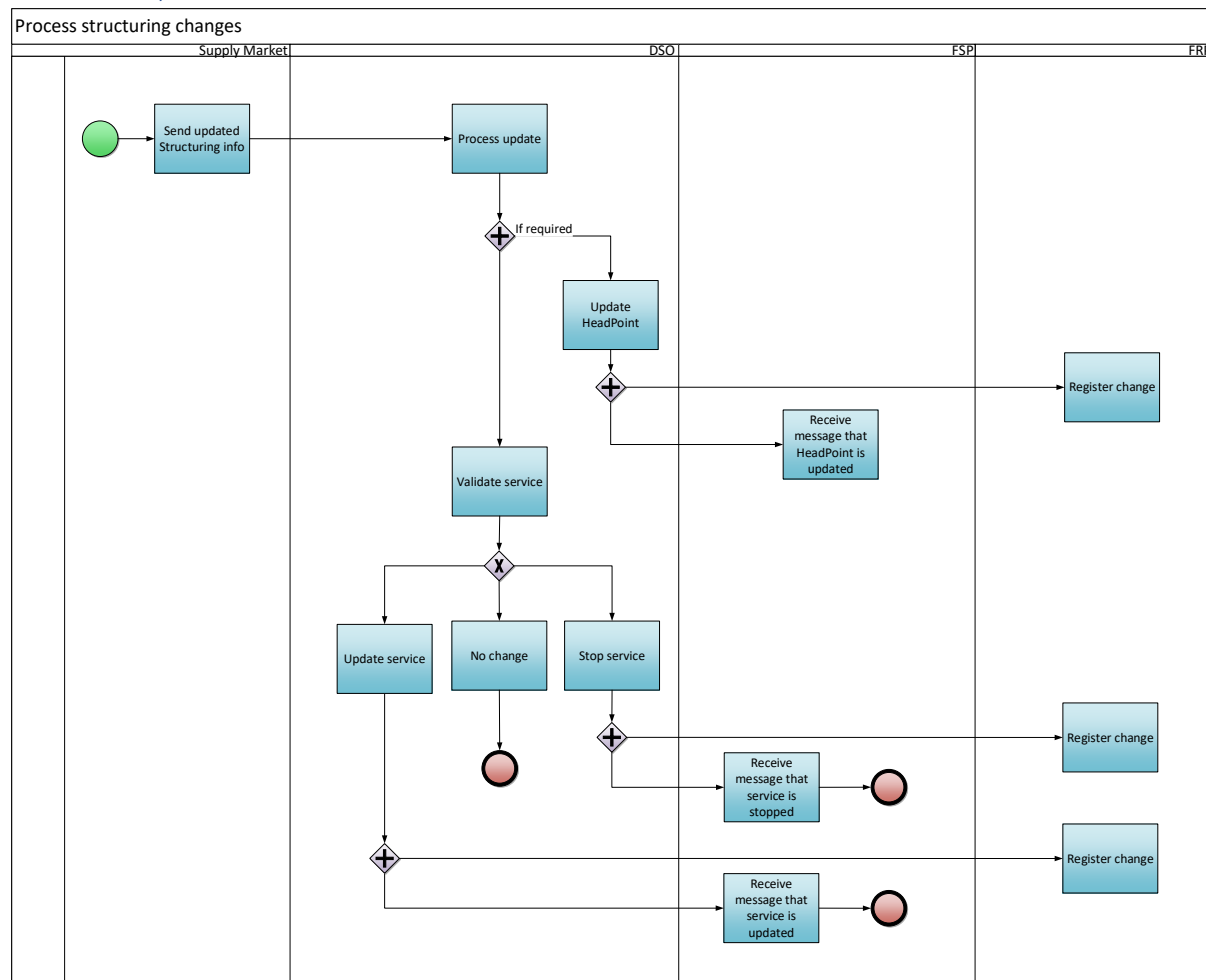 Process structuring changes
Supply Market
DSO
FSP
Send updated
Structuring info
Process update
If required
Update
HeadPoint
Register change
Receive
message that
HeadPoint is
updated
Validate service
Update service
No change
Stop service
Register change
Receive
message that
service is
stopped
Register change
Receive
message that
service is
updated